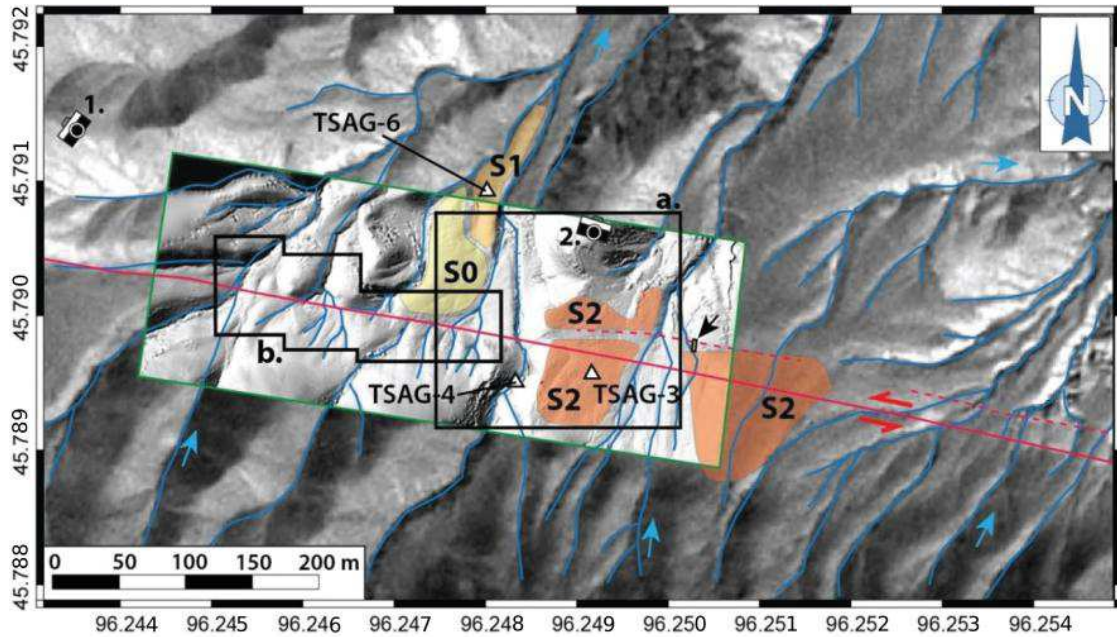 45.792
1.
TSAG-6
N
S1
45.791
a.
2.
S0
45.790
S2
b.
TSAG-4
TSAG-3
S2
S2
45.789
0 50 100 150 200 m
45.788
96.244 96.245 96.246 96.247 96.248 96.249 96.250 96.251 96.252 96.253 96.254